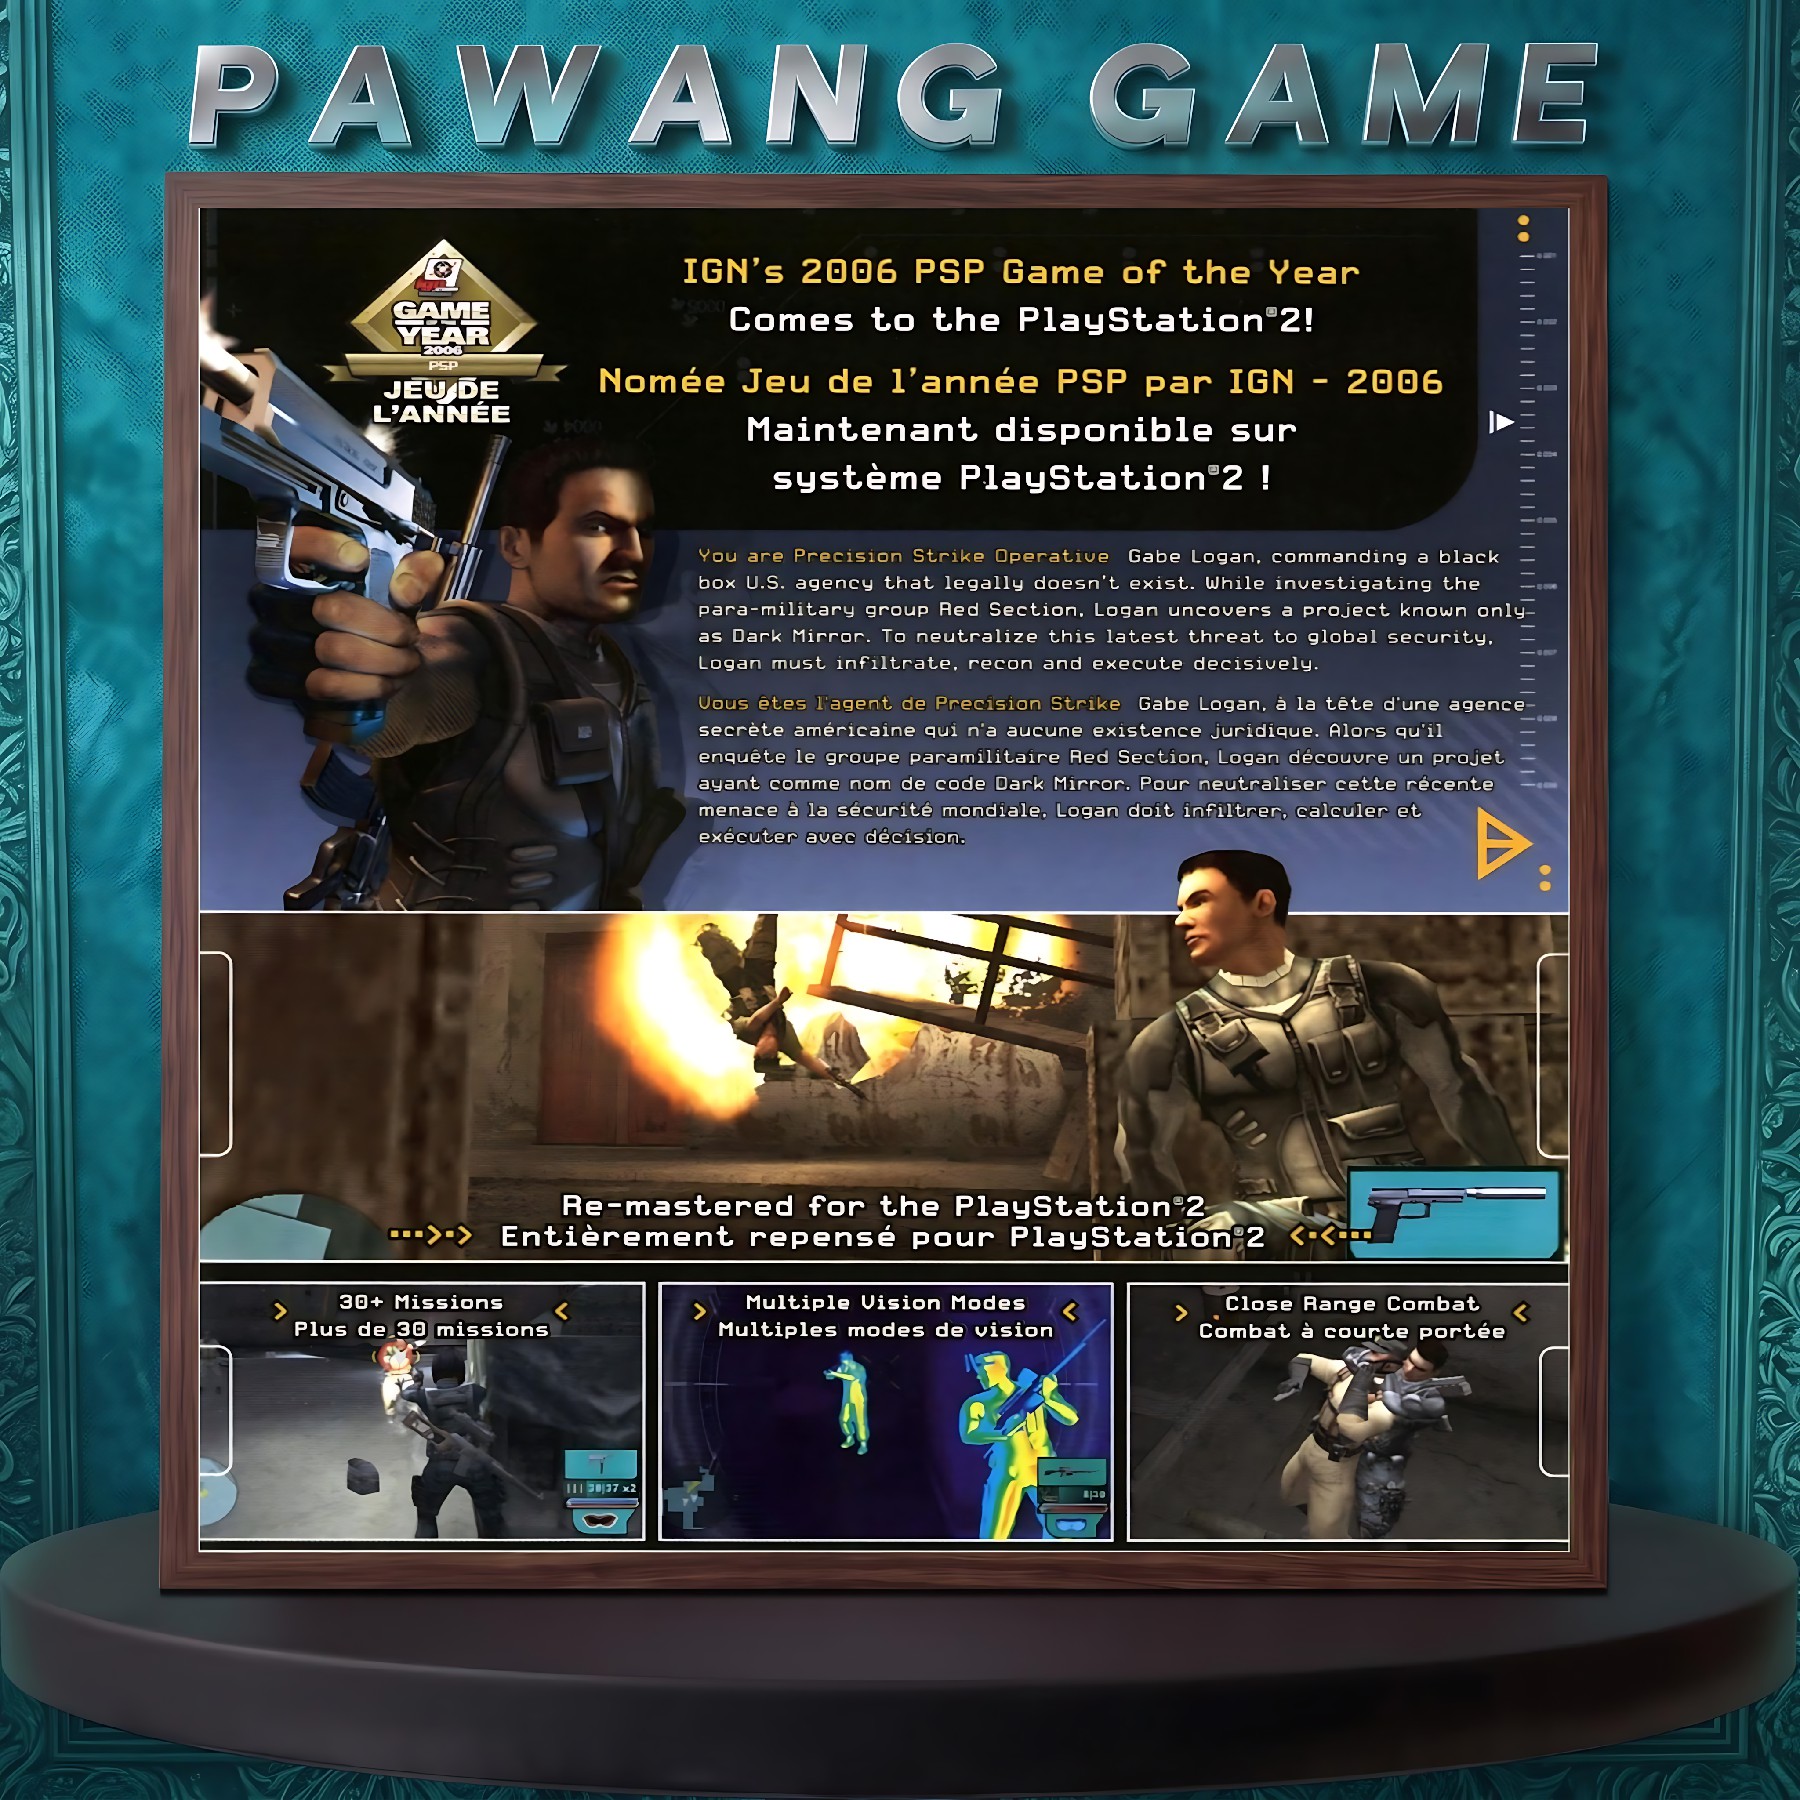 PAWANG GAME
ign
GAME
YEAR
2006
PSP
JEU DE
L'ANNÉE
IGN's 2006 PSP Game of the Year
Comes to the PlayStation®2!
Nomée Jeu de l'année PSP par IGN - 2006
Maintenant disponible sur
système PlayStation®2 !
You are Precision Strike Operative Gabe Logan, commanding a black
box U.S. agency that legally doesn't exist. While investigating the
para-military group Red Section, Logan uncovers a project known only
as Dark Mirror. To neutralize this latest threat to global security,
Logan must infiltrate, recon and execute decisively.
Vous êtes l'agent de Precision Strike Gabe Logan, à la tête d'une agence
secrète américaine qui n'a aucune existence juridique. Alors qu'il
enquête le groupe paramilitaire Red Section, Logan découvre un projet
ayant comme nom de code Dark Mirror. Pour neutraliser cette récente
menace à la sécurité mondiale, Logan doit infiltrer, calculer et
exécuter avec décision.
Re-mastered for the PlayStation®2
Entièrement repensé pour PlayStation®2
30+ Missions
Plus de 30 missions
Multiple Vision Modes
Multiples modes de vision
Close Range Combat
Combat à courte portée